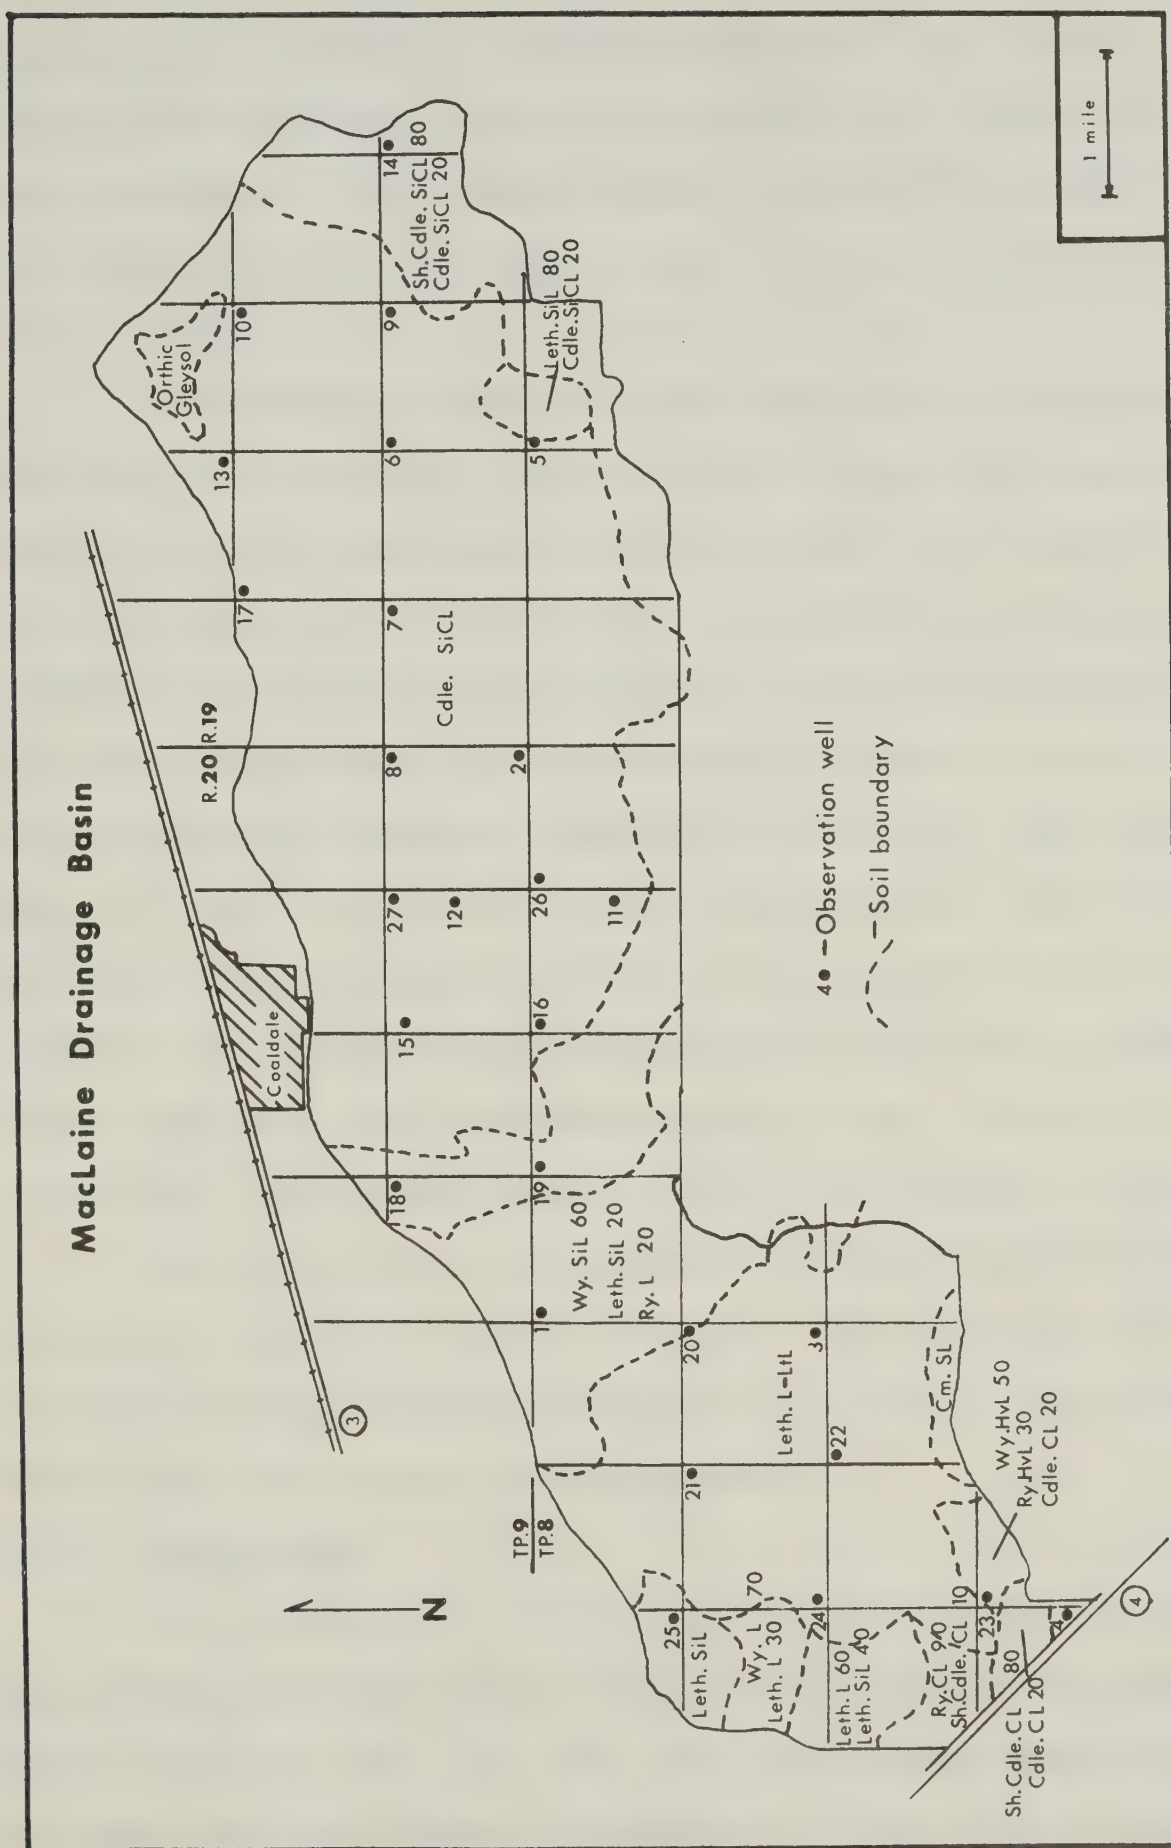 MacLaine Drainage Basin
3
Coaldale
R.20
R.19
TP.9
TP.8
N
Orthic
Gleysol
13
10
17
14
Sh.Cdle. SiCL 80
Cdle. SiCL 20
9
6
7
8
27
12
15
18
Cdle. SiCL
5
Leth. SiL 80
Cdle. SiCL 20
2
26
11
16
19
1
Wy. SiL 60
Leth. SiL 20
Ry. L 20
20
21
3
22
Leth. L-LtL
Cm. SL
25
Leth. SiL
Wy. L 70
Leth. L 30
24
Leth. L 60
Leth. SiL 40
Ry. CL 90
Sh.Cdle. CL 10
23
4
Wy.HvL 50
Ry.HvL 30
Cdle. CL 20
Sh.Cdle.CL 80
Cdle. CL 20
4
4 – Observation well
– Soil boundary
1 mile